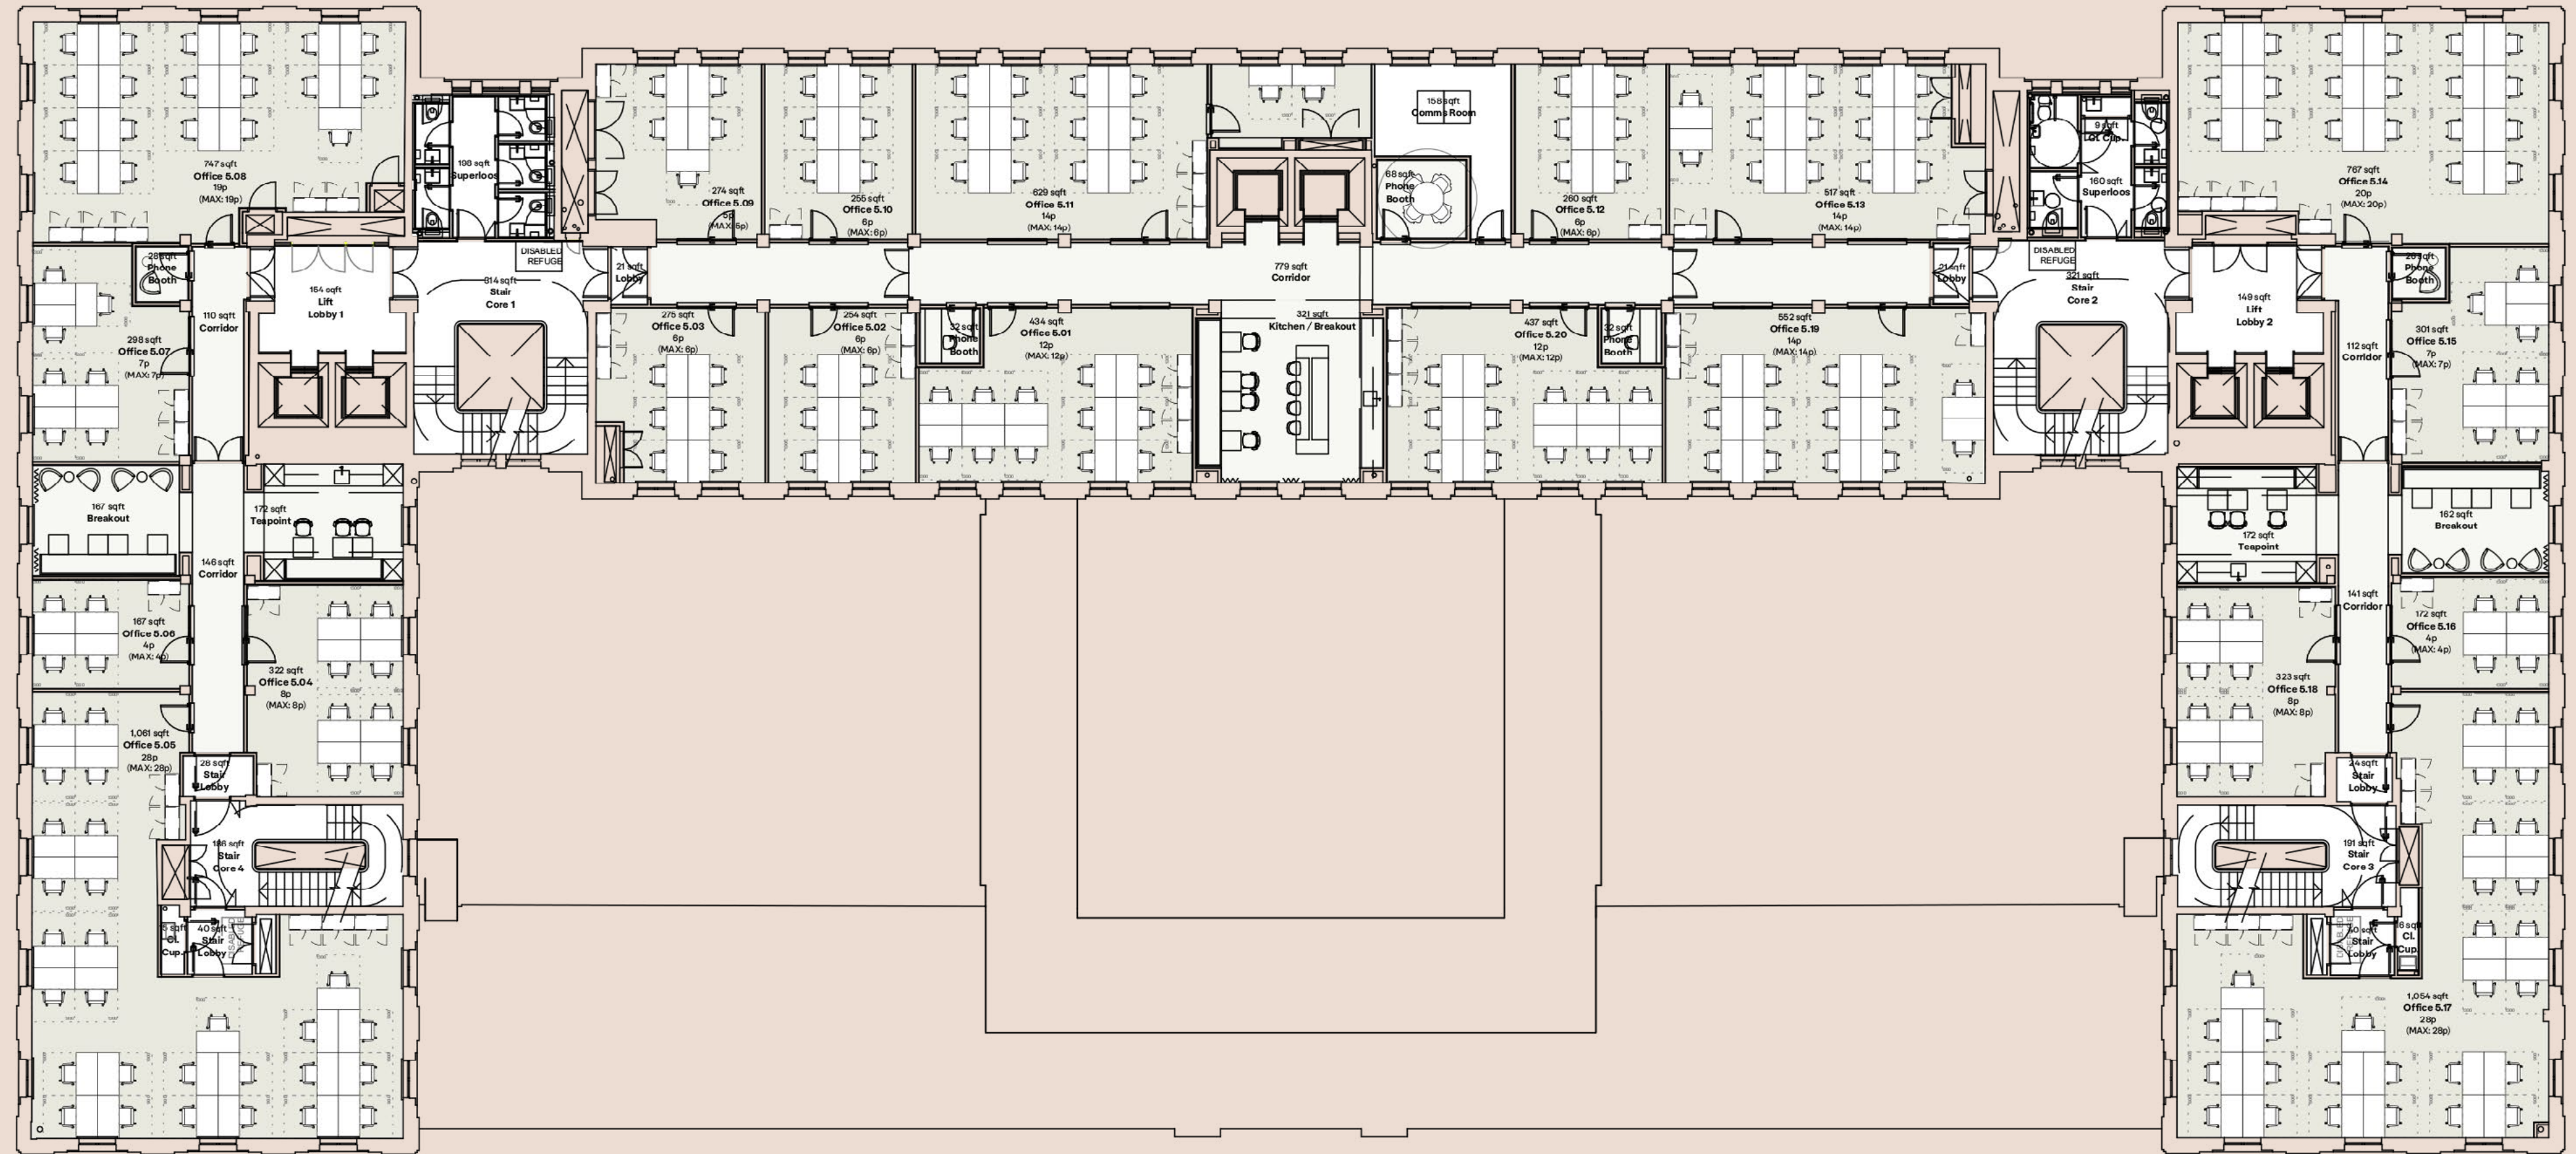 747 sqft
Office 5.08
19p
(MAX: 19p)
198 sqft
Superloos
274 sqft
Office 5.09
5p
255 sqft
Office 5.10
6p
(MAX: 6p)
629 sqft
Office 5.11
14p
(MAX: 14p)
158 sqft
Comms Room
68 sqft
Phone
Booth
260 sqft
Office 5.12
6p
(MAX: 6p)
517 sqft
Office 5.13
14p
(MAX: 14p)
9 sqft
160 sqft
Superloos
767 sqft
Office 5.14
20p
(MAX: 20p)
Phone
Booth
164 sqft
Lift
Lobby 1
DISABLED
REFUGE
314 sqft
Stair
Core 1
21 sqft
Lobby
779 sqft
Corridor
21 sqft
Lobby
DISABLED
REFUGE
321 sqft
Stair
Core 2
149 sqft
Lift
Lobby 2
Phone
Booth
110 sqft
Corridor
298 sqft
Office 5.07
7p
(MAX: 7p)
275 sqft
Office 5.03
6p
(MAX: 6p)
254 sqft
Office 5.02
6p
(MAX: 6p)
32 sqft
Phone
Booth
434 sqft
Office 5.01
12p
(MAX: 12p)
321 sqft
Kitchen / Breakout
437 sqft
Office 5.20
12p
(MAX: 12p)
32 sqft
Phone
Booth
552 sqft
Office 5.19
14p
(MAX: 14p)
112 sqft
Corridor
301 sqft
Office 5.15
7p
(MAX: 7p)
167 sqft
Breakout
172 sqft
Teapoint
172 sqft
Teapoint
162 sqft
Breakout
146 sqft
Corridor
167 sqft
Office 5.06
4p
(MAX: 4p)
322 sqft
Office 5.04
8p
(MAX: 8p)
141 sqft
Corridor
172 sqft
Office 5.16
4p
(MAX: 4p)
323 sqft
Office 5.18
8p
(MAX: 8p)
1,061 sqft
Office 5.05
28p
(MAX: 28p)
28 sqft
Stair
Lobby
24 sqft
Stair
Lobby
186 sqft
Stair
Core 4
191 sqft
Stair
Core 3
Cl.
Cup.
40 sqft
Stair
Lobby
DISABLED
REFUGE
DISABLED
REFUGE
40 sqft
Stair
Lobby
Cl.
Cup.
1,054 sqft
Office 5.17
28p
(MAX: 28p)